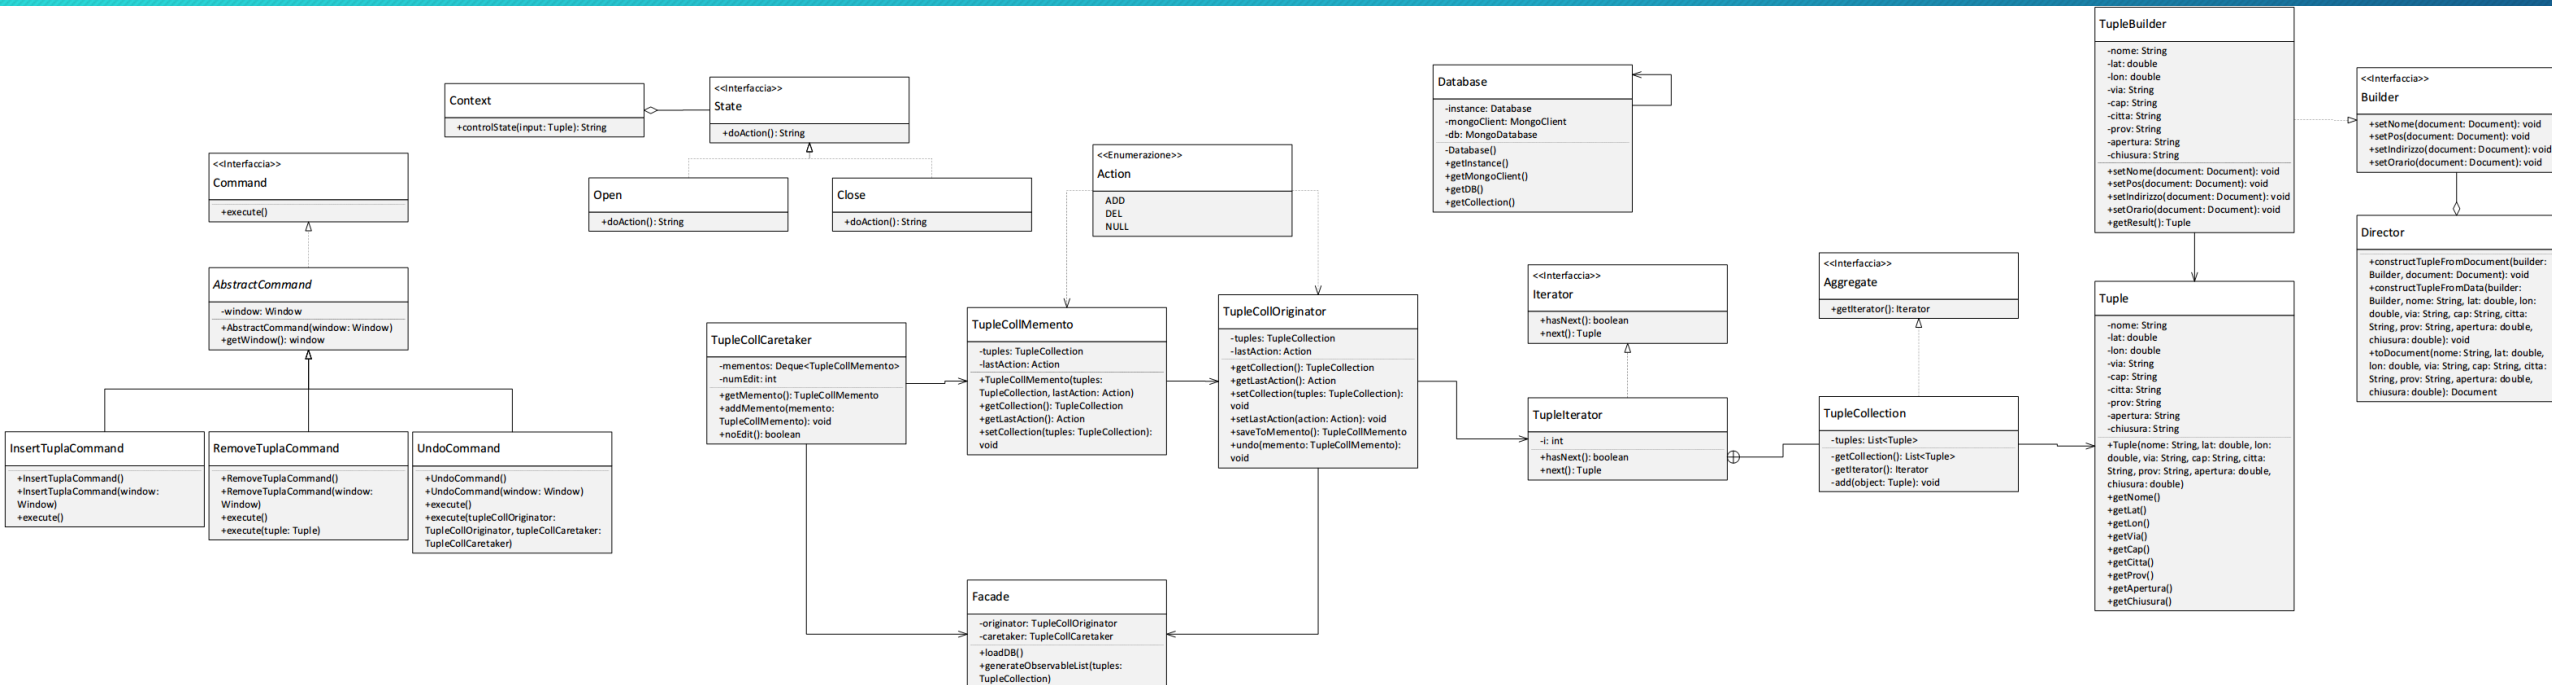 Context
+controlState(input: Tuple): String
<<Interfaccia>>
State
+doAction(): String
Open
+doAction(): String
Close
+doAction(): String
<<Interfaccia>>
Command
+execute()
AbstractCommand
-window: Window
+AbstractCommand(window: Window)
+getWindow(): window
InsertTuplaCommand
+InsertTuplaCommand()
+InsertTuplaCommand(window:
Window)
+execute()
RemoveTuplaCommand
+RemoveTuplaCommand()
+RemoveTuplaCommand(window:
Window)
+execute()
+execute(tuple: Tuple)
UndoCommand
+UndoCommand()
+UndoCommand(window: Window)
+execute()
+execute(tupleCollOriginator:
TupleCollOriginator, tupleCollCaretaker:
TupleCollCaretaker)
<<Enumerazione>>
Action
ADD
DEL
NULL
TupleCollCaretaker
-mementos: Deque<TupleCollMemento>
-numEdit: int
+getMemento(): TupleCollMemento
+addMemento(memento:
TupleCollMemento): void
+noEdit(): boolean
TupleCollMemento
-tuples: TupleCollection
-lastAction: Action
+TupleCollMemento(tuples:
TupleCollection, lastAction: Action)
+getCollection(): TupleCollection
+getLastAction(): Action
+setCollection(tuples: TupleCollection):
void
TupleCollOriginator
-tuples: TupleCollection
-lastAction: Action
+getCollection(): TupleCollection
+getLastAction(): Action
+setCollection(tuples: TupleCollection):
void
+setLastAction(action: Action): void
+saveToMemento(): TupleCollMemento
+undo(memento: TupleCollMemento):
void
Facade
-originator: TupleCollOriginator
-caretaker: TupleCollCaretaker
+loadDB()
+generateObservableList(tuples:
TupleCollection)
Database
-instance: Database
-mongoClient: MongoClient
-db: MongoDatabase
-Database()
+getInstance()
+getMongoClient()
+getDB()
+getCollection()
<<Interfaccia>>
Iterator
+hasNext(): boolean
+next(): Tuple
TupleIterator
-i: int
+hasNext(): boolean
+next(): Tuple
<<Interfaccia>>
Aggregate
+getIterator(): Iterator
TupleCollection
-tuples: List<Tuple>
-getCollection(): List<Tuple>
-getIterator(): Iterator
-add(object: Tuple): void
TupleBuilder
-nome: String
-lat: double
-lon: double
-via: String
-cap: String
-citta: String
-prov: String
-apertura: String
-chiusura: String
+setNome(document: Document): void
+setPos(document: Document): void
+setIndirizzo(document: Document): void
+setOrario(document: Document): void
+getResult(): Tuple
Tuple
-nome: String
-lat: double
-lon: double
-via: String
-cap: String
-citta: String
-prov: String
-apertura: String
-chiusura: String
+Tuple(nome: String, lat: double, lon:
double, via: String, cap: String, citta:
String, prov: String, apertura: double,
chiusura: double)
+getNome()
+getLat()
+getLon()
+getVia()
+getCap()
+getCitta()
+getProv()
+getApertura()
+getChiusura()
<<Interfaccia>>
Builder
+setNome(document: Document): void
+setPos(document: Document): void
+setIndirizzo(document: Document): void
+setOrario(document: Document): void
Director
+constructTupleFromDocument(builder:
Builder, document: Document): void
+constructTupleFromData(builder:
Builder, nome: String, lat: double, lon:
double, via: String, cap: String, citta:
String, prov: String, apertura: double,
chiusura: double): void
+toDocument(nome: String, lat: double,
lon: double, via: String, cap: String, citta:
String, prov: String, apertura: double,
chiusura: double): Document